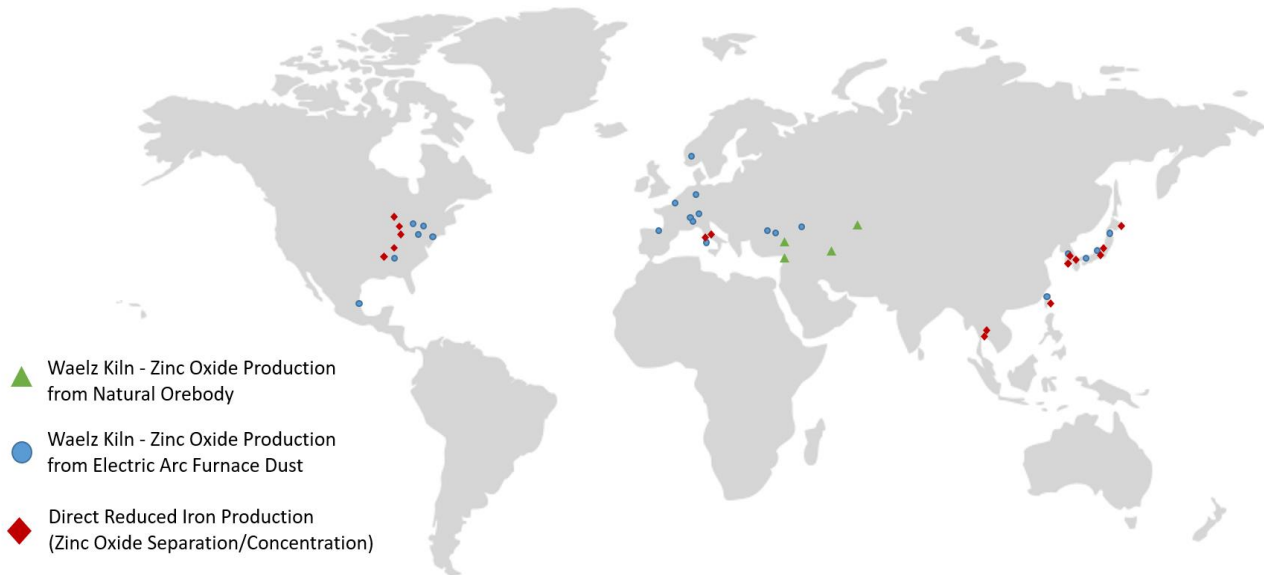 Waelz Kiln - Zinc Oxide Production
from Natural Orebody
Waelz Kiln - Zinc Oxide Production
from Electric Arc Furnace Dust
Direct Reduced Iron Production
(Zinc Oxide Separation/Concentration)